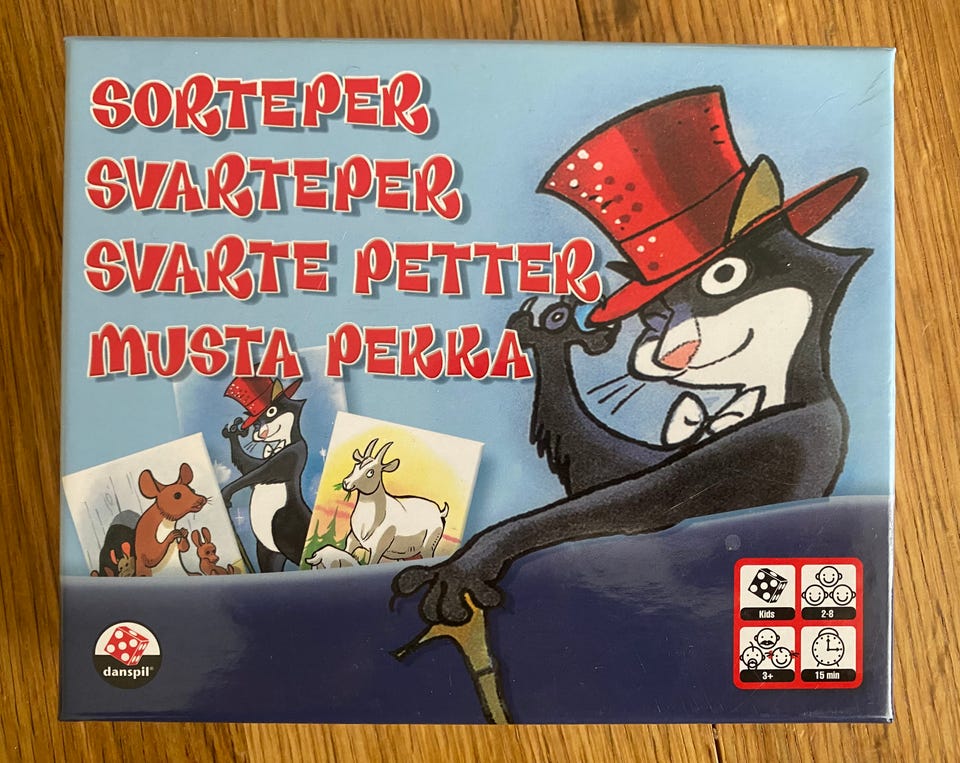 SORTEPER
SVARTEPER
SVARTE PETTER
MUSTA PEKKA
danspil®
Kids
2-8
3+
15 min